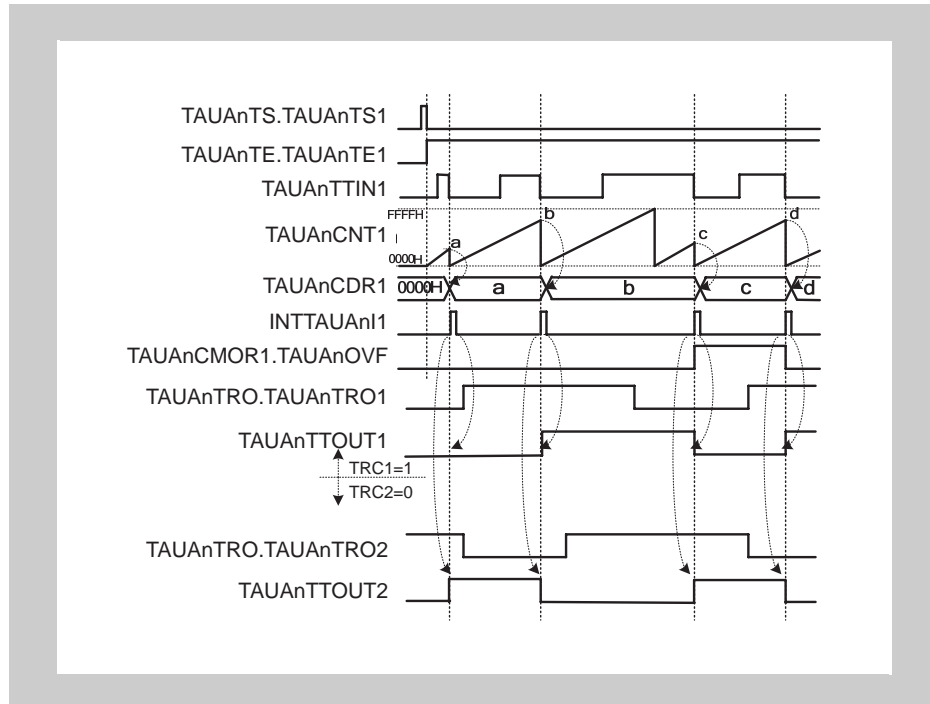 TAUAnTS.TAUAnTS1
TAUAnTE.TAUAnTE1
TAUAnTTIN1
FFFFH
TAUAnCNT1
0000H
a
b
c
d
TAUAnCDR1
0000H
a
b
c
d
INTTAUAnI1
TAUAnCMOR1.TAUAnOVF
TAUAnTRO.TAUAnTRO1
TAUAnTTOUT1
TRC1=1
TRC2=0
TAUAnTRO.TAUAnTRO2
TAUAnTTOUT2